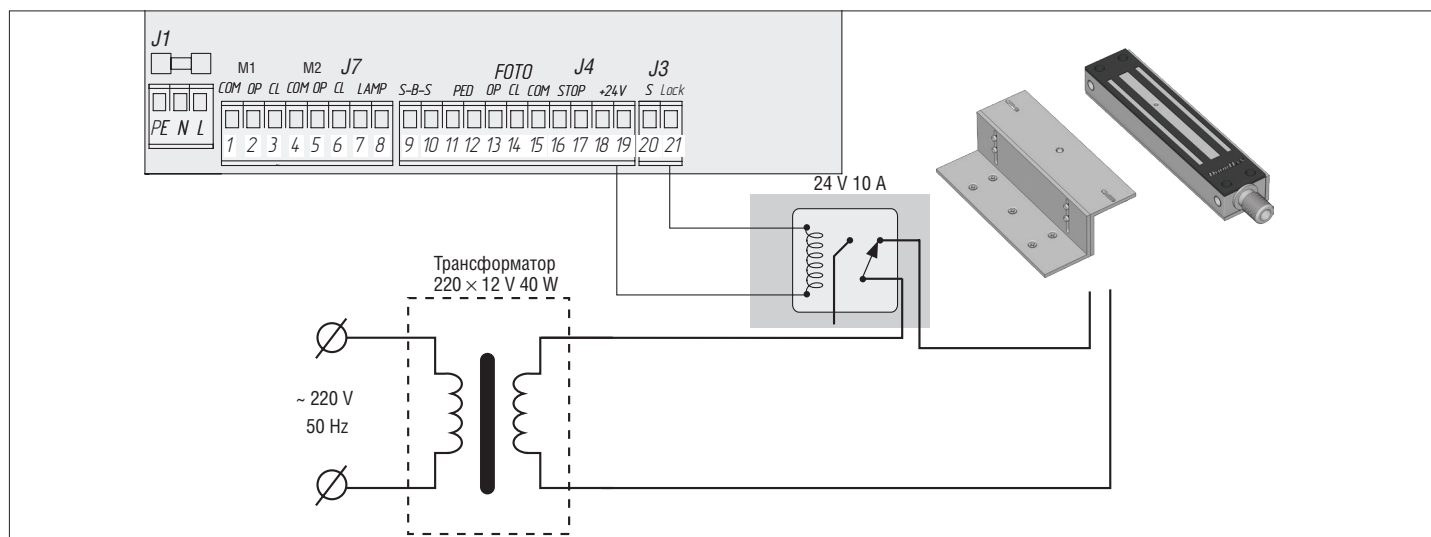 J1
M1 M2 J7 FOTO J4 J3
COM OP CL COM OP CL LAMP S-B-S PED OP CL COM STOP +24V S Lock
PE N L
1 2 3 4 5 6 7 8 9 10 11 12 13 14 15 16 17 18 19 20 21
24 V 10 A
Трансформатор
220 × 12 V 40 W
~ 220 V
50 Hz